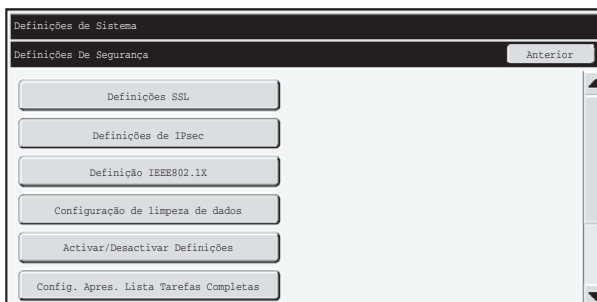 Definições de Sistema
Definições De Segurança
Anterior
Definições SSL
Definições de IPsec
Definição IEEE802.1X
Configuração de limpeza de dados
Activar/Desactivar Definições
Config. Apres. Lista Tarefas Completas